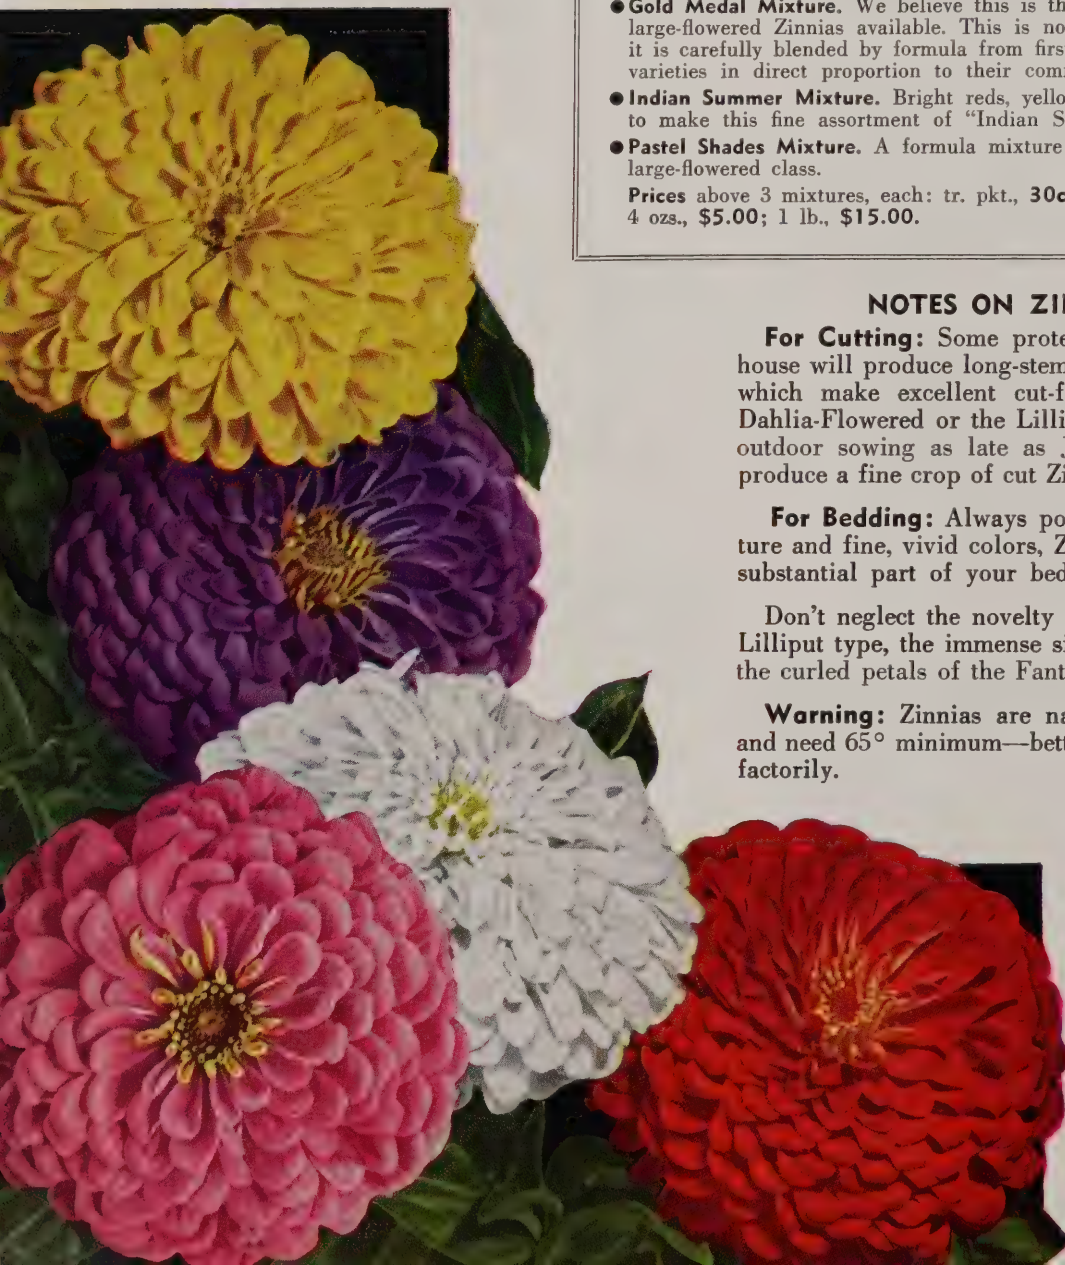 ● Gold Medal Mixture. We believe this is th
large-flowered Zinnias available. This is no
it is carefully blended by formula from firs
varieties in direct proportion to their com
● Indian Summer Mixture. Bright reds, yello
to make this fine assortment of “Indian S
● Pastel Shades Mixture. A formula mixture
large-flowered class.
Prices above 3 mixtures, each: tr. pkt., 30c
4 ozs., $5.00; 1 lb., $15.00.
NOTES ON ZI
For Cutting: Some prote
house will produce long-stem
which make excellent cut-f
Dahlia-Flowered or the Lilli
outdoor sowing as late as J
produce a fine crop of cut Zi
For Bedding: Always po
ture and fine, vivid colors, Z
substantial part of your bed
Don't neglect the novelty
Lilliput type, the immense si
the curled petals of the Fant
Warning: Zinnias are na
and need 65° minimum—bett
factorily.